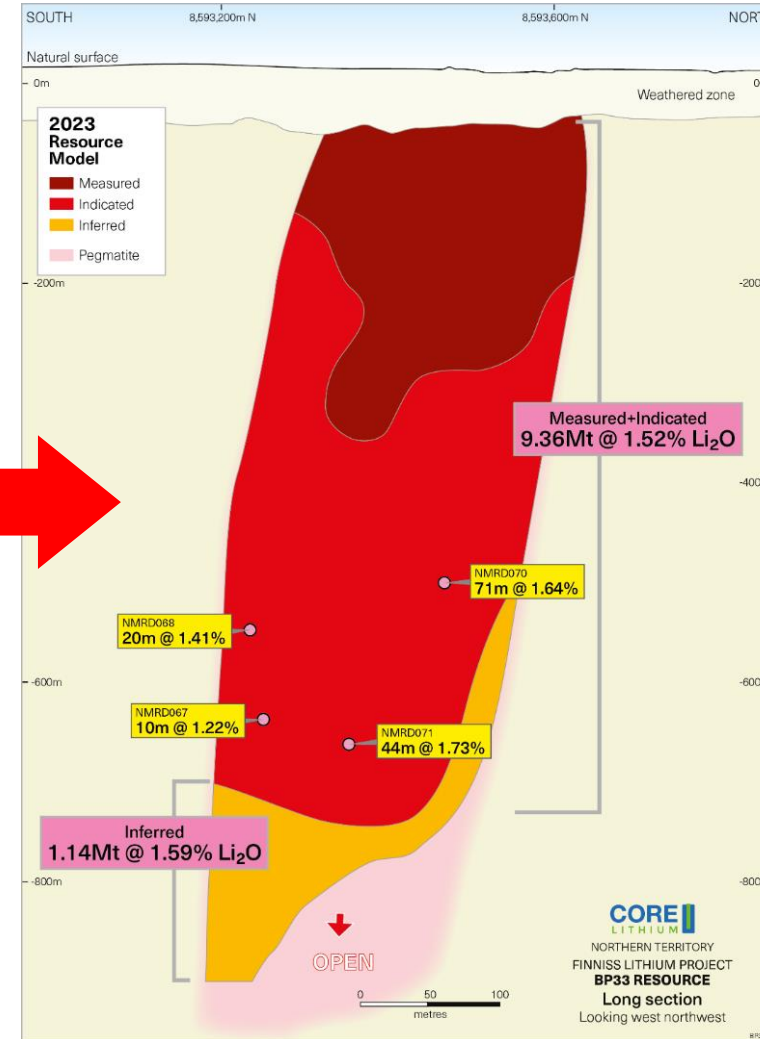 SOUTH
8,593,200m N
8,593,600m N
NORT
Natural surface
0m
0
Weathered zone
2023
Resource
Model
Measured
Indicated
Inferred
Pegmatite
-200m
-200
Measured+Indicated
9.36Mt @ 1.52% Li₂O
-400
NMRD070
71m @ 1.64%
NMRD068
20m @ 1.41%
-600m
-600
NMRD067
10m @ 1.22%
NMRD071
44m @ 1.73%
Inferred
1.14Mt @ 1.59% Li₂O
-800m
-800
OPEN
0 50 100
metres
CORE
LITHIUM
NORTHERN TERRITORY
FINNISS LITHIUM PROJECT
BP33 RESOURCE
Long section
Looking west northwest